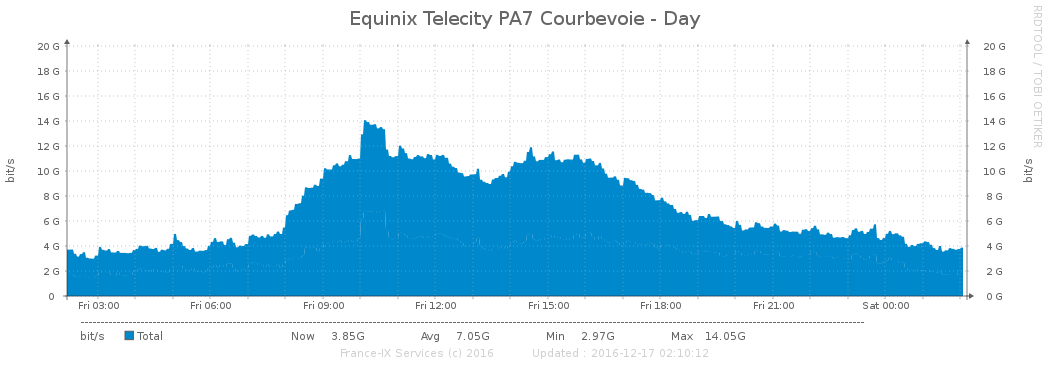 Equinix Telecity PA7 Courbevoie - Day
RRDTOOL / TOBI OETIKER
bit/s
bit/s
20 G 20 G
18 G 18 G
16 G 16 G
14 G 14 G
12 G 12 G
10 G 10 G
8 G 8 G
6 G 6 G
4 G 4 G
2 G 2 G
0 0 G
Fri 03:00 Fri 06:00 Fri 09:00 Fri 12:00 Fri 15:00 Fri 18:00 Fri 21:00 Sat 00:00
bit/s Total Now 3.85G Avg 7.05G Min 2.97G Max 14.05G
France-IX Services (c) 2016 Updated : 2016-12-17 02:10:12